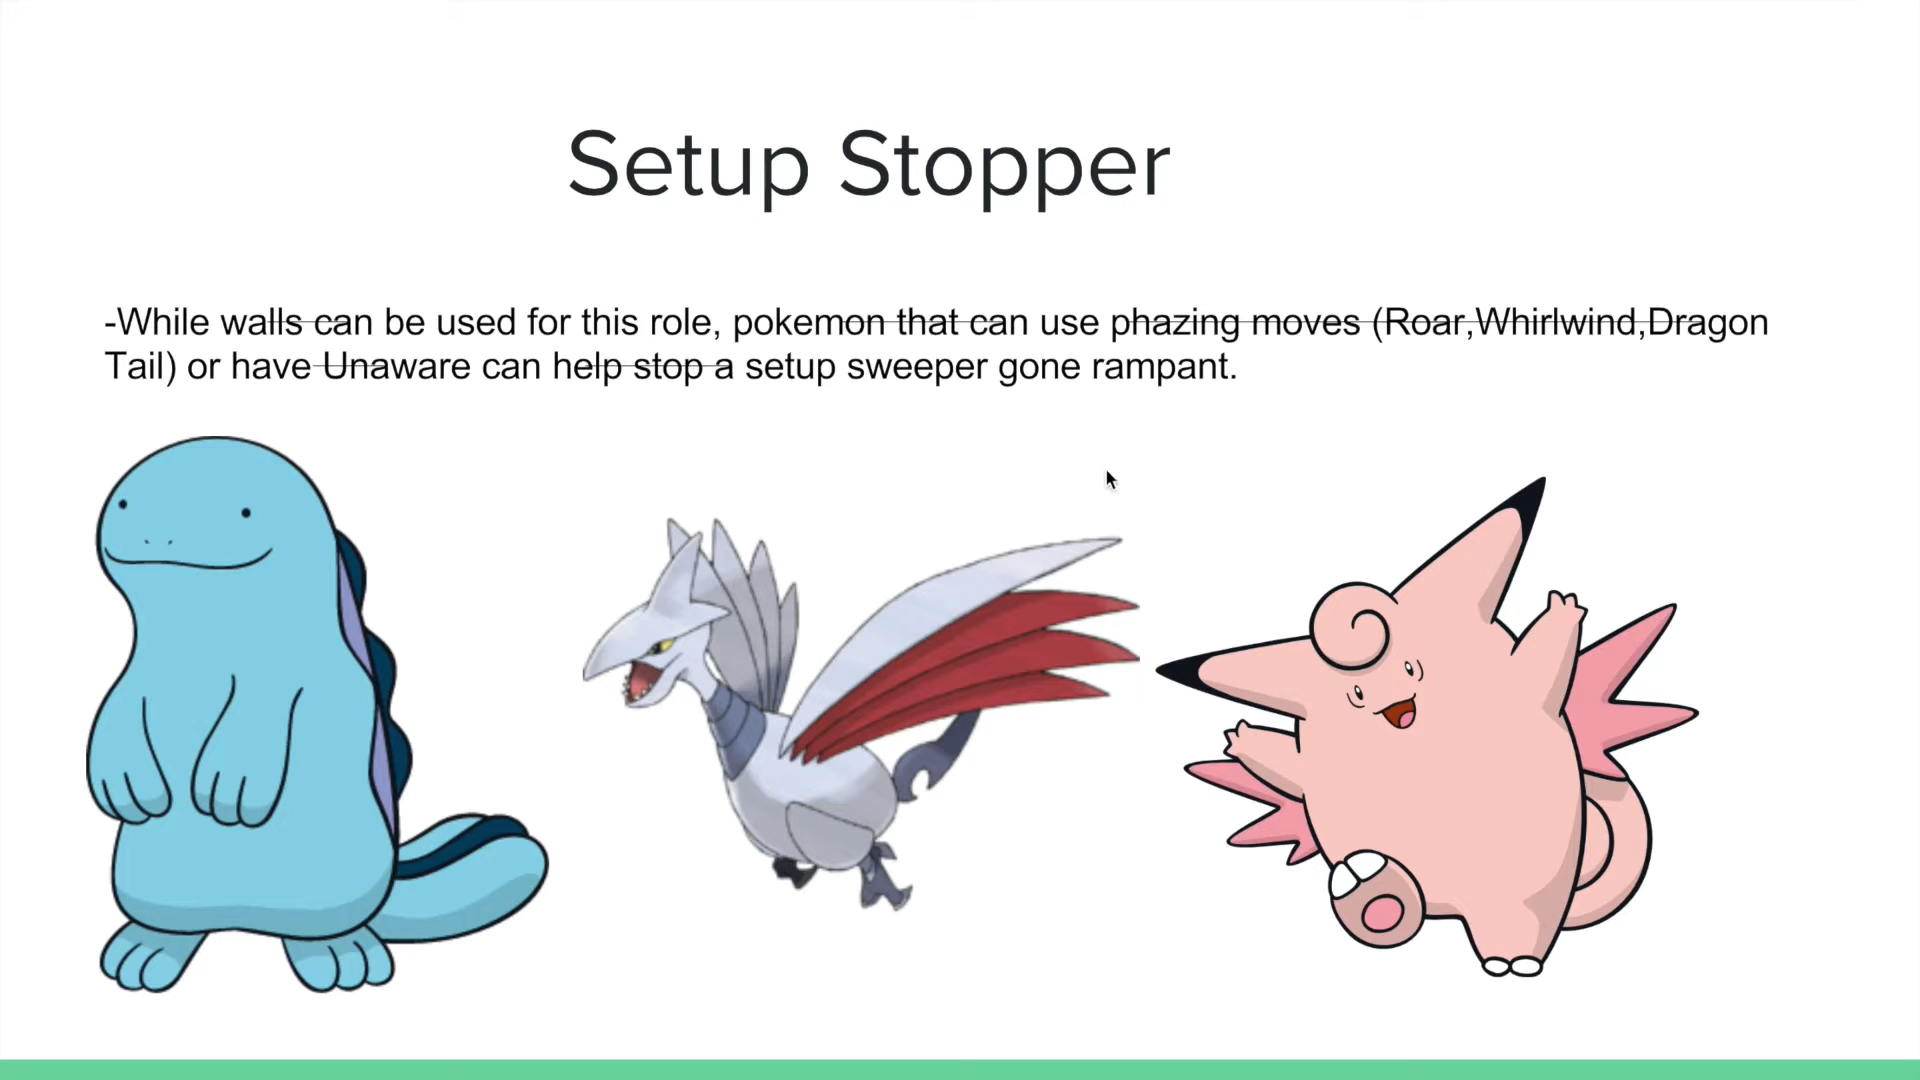 Setup Stopper
-While walls can be used for this role, pokemon that can use phazing moves (Roar,Whirlwind,Dragon
Tail) or have Unaware can help stop a setup sweeper gone rampant.